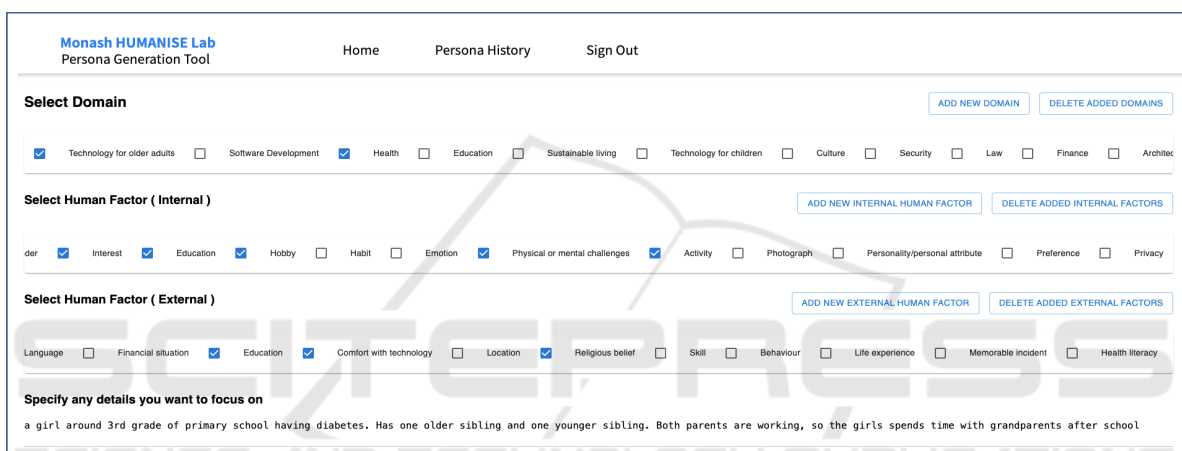 Monash HUMANISE Lab
Persona Generation Tool
Home Persona History Sign Out
Select Domain
ADD NEW DOMAIN DELETE ADDED DOMAINS
Technology for older adults Software Development Health Education Sustainable living Technology for children Culture Security Law Finance Architec
Select Human Factor ( Internal )
ADD NEW INTERNAL HUMAN FACTOR DELETE ADDED INTERNAL FACTORS
der Interest Education Hobby Habit Emotion Physical or mental challenges Activity Photograph Personality/personal attribute Preference Privacy
Select Human Factor ( External )
ADD NEW EXTERNAL HUMAN FACTOR DELETE ADDED EXTERNAL FACTORS
Language Financial situation Education Comfort with technology Location Religious belief Skill Behaviour Life experience Memorable incident Health literacy
SCITEPRESS
Specify any details you want to focus on
a girl around 3rd grade of primary school having diabetes. Has one older sibling and one younger sibling. Both parents are working, so the girls spends time with grandparents after school